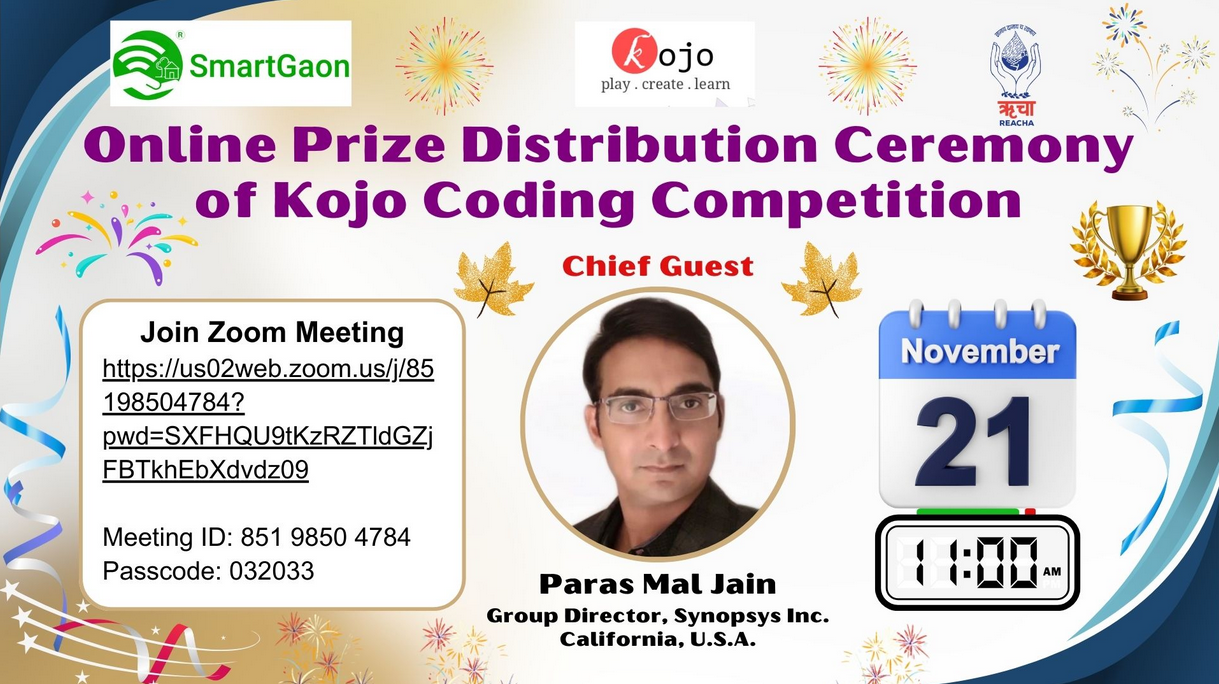 SmartGaon
®
kojo
play . create . learn
ऋचा
REACHA
Online Prize Distribution Ceremony
of Kojo Coding Competition
Chief Guest
Join Zoom Meeting
https://us02web.zoom.us/j/85
198504784?
pwd=SXFHQU9tKzRZTldGZj
FBTkhEbXdvdz09
Meeting ID: 851 9850 4784
Passcode: 032033
November
21
11:00 AM
Paras Mal Jain
Group Director, Synopsys Inc.
California, U.S.A.